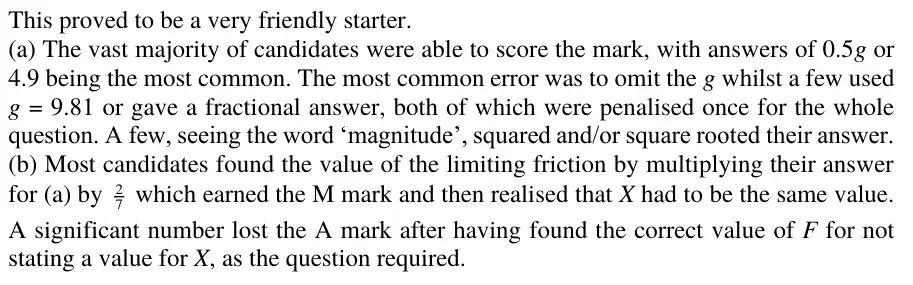 This proved to be a very friendly starter.
(a) The vast majority of candidates were able to score the mark, with answers of 0.5g or
4.9 being the most common. The most common error was to omit the g whilst a few used
g = 9.81 or gave a fractional answer, both of which were penalised once for the whole
question. A few, seeing the word ‘magnitude’, squared and/or square rooted their answer.
(b) Most candidates found the value of the limiting friction by multiplying their answer
for (a) by 2/7 which earned the M mark and then realised that X had to be the same value.
A significant number lost the A mark after having found the correct value of F for not
stating a value for X, as the question required.